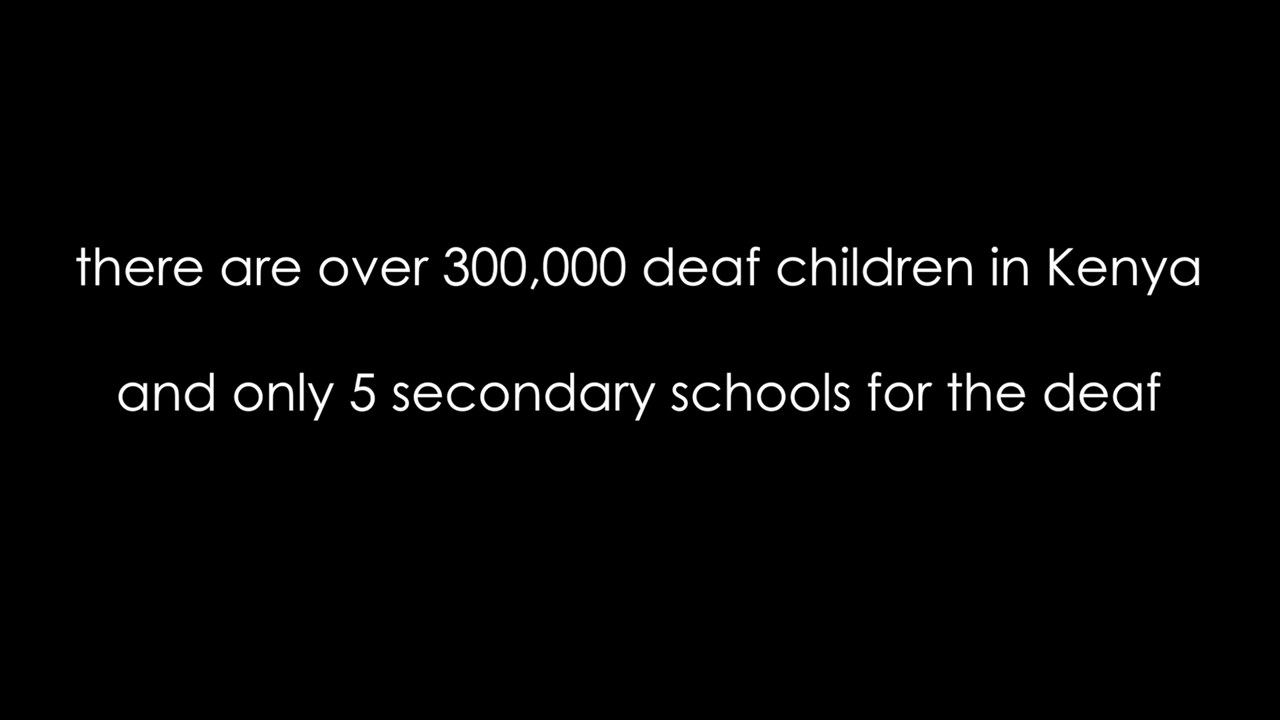 there are over 300,000 deaf children in Kenya
and only 5 secondary schools for the deaf